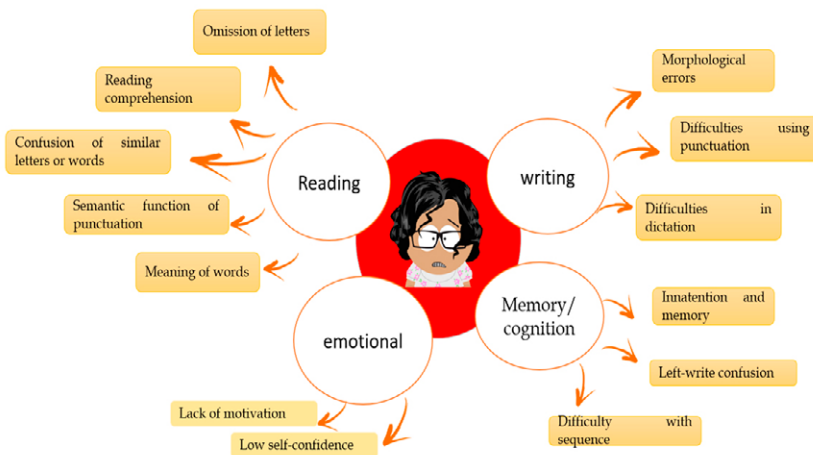 Omission of letters
Reading
comprehension
Confusion of similar
letters or words
Semantic function of
punctuation
Meaning of words
Reading
writing
Morphological
errors
Difficulties using
punctuation
Difficulties in
dictation
emotional
Lack of motivation
Low self-confidence
Memory/
cognition
Innatention and
memory
Left-write confusion
Difficulty with
sequence